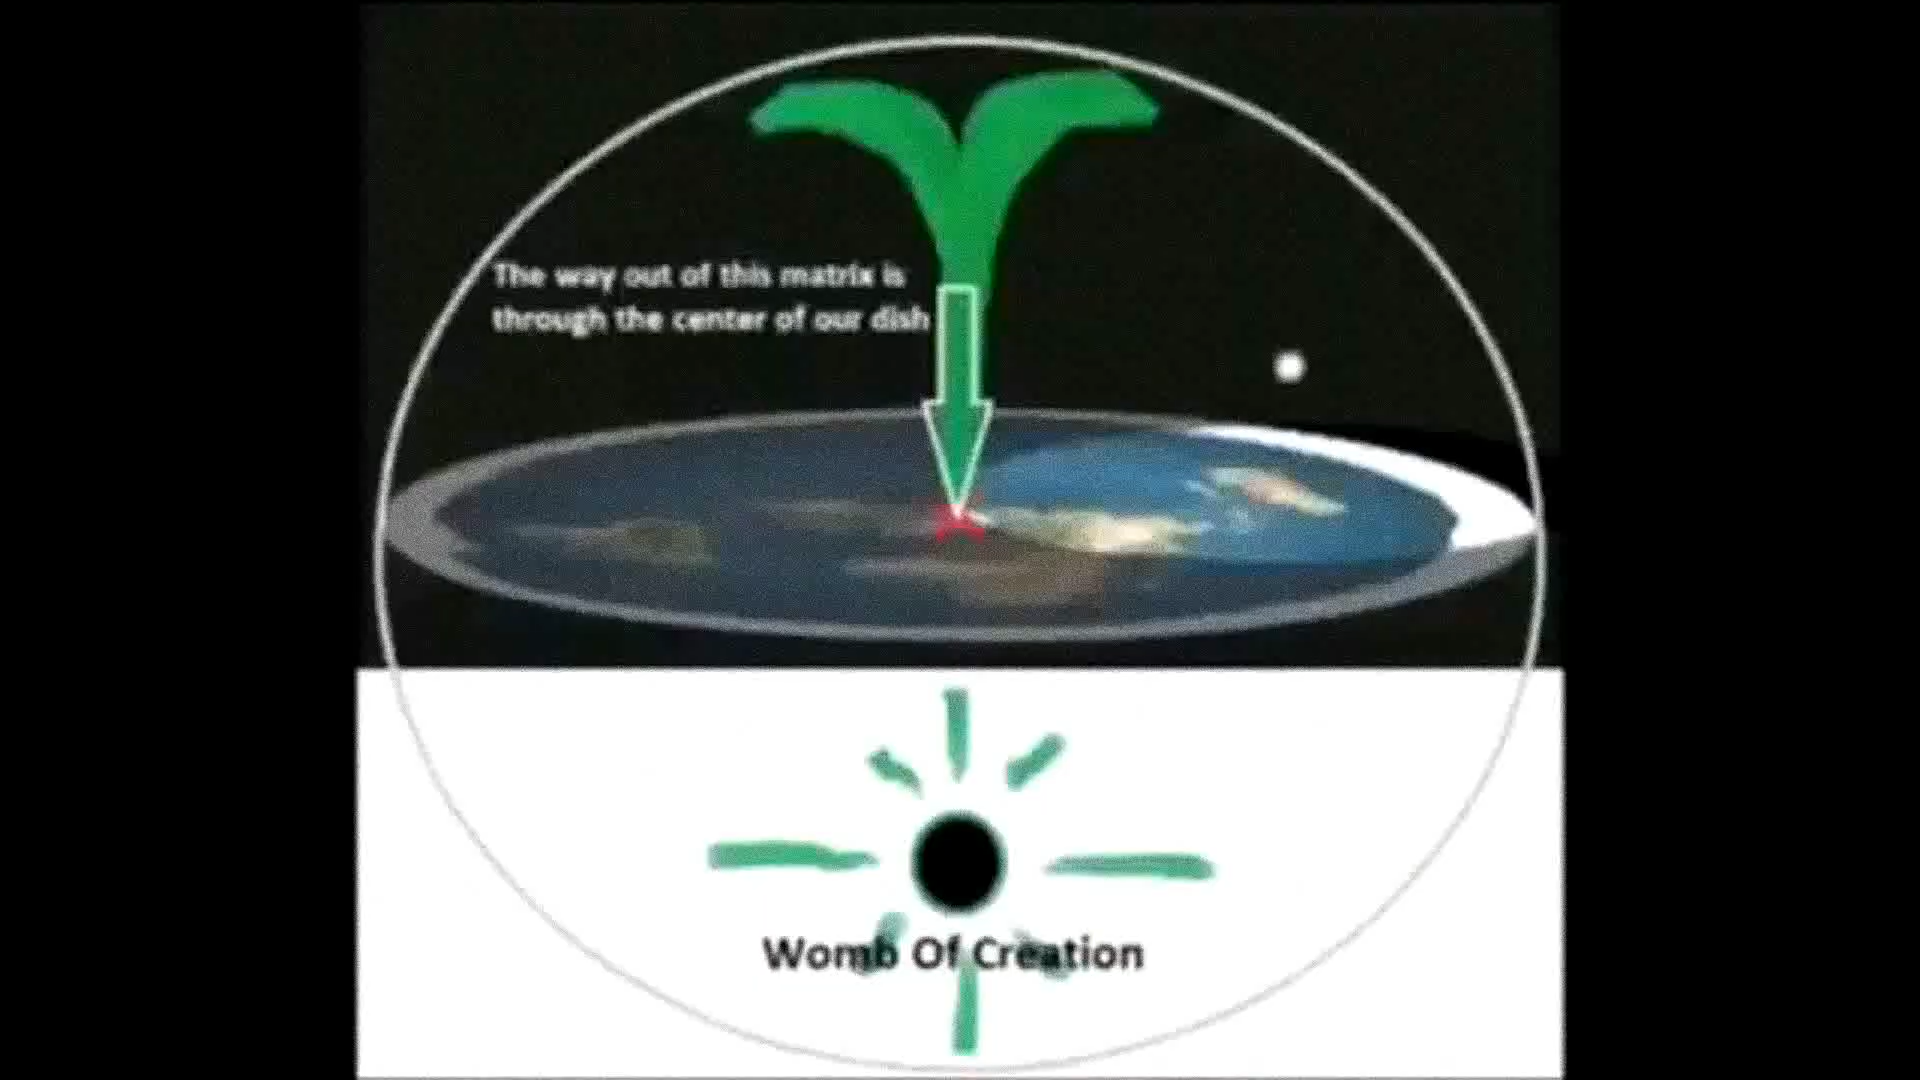 The way out of this matrix is
through the center of our dish
Womb Of Creation